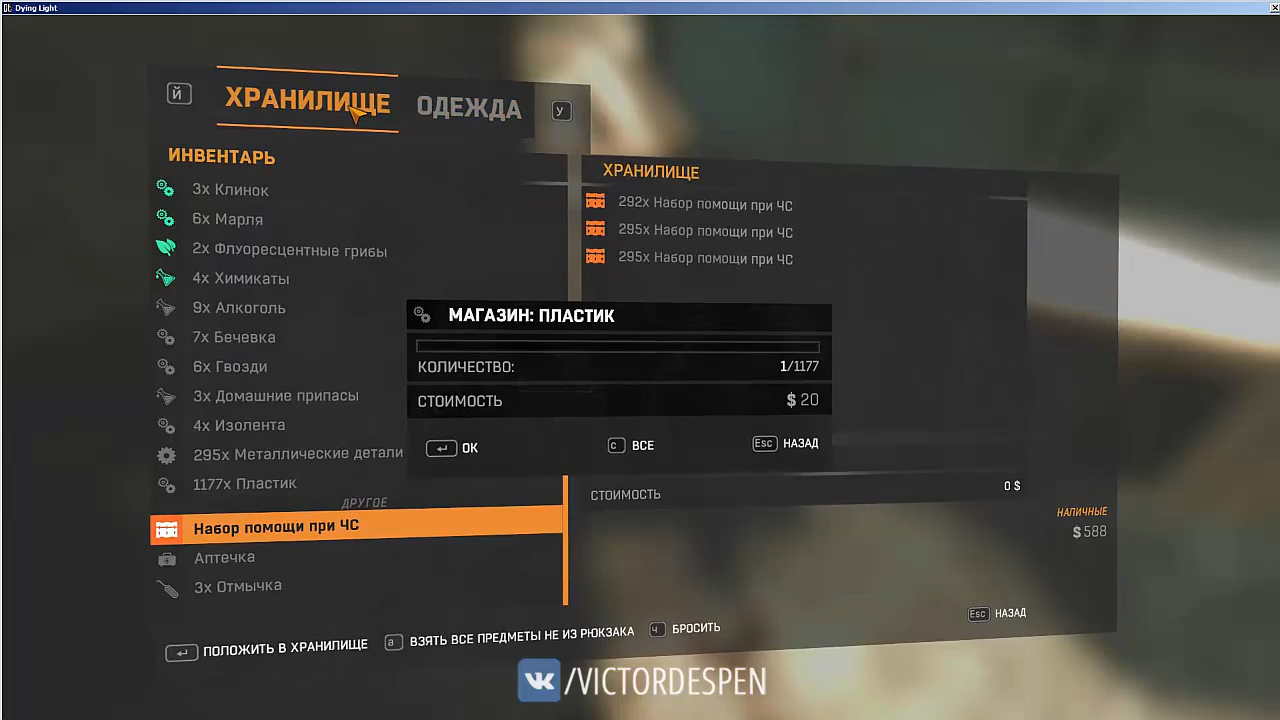 Dying Light
Й ХРАНИЛИЩЕ ОДЕЖДА У
ИНВЕНТАРЬ
3x Клинок
6x Марля
2x Флуоресцентные грибы
4x Химикаты
9x Алкоголь
7x Бечевка
6x Гвозди
3x Домашние припасы
4x Изолента
295x Металлические детали
1177x Пластик
ДРУГОЕ
Набор помощи при ЧС
Аптечка
3x Отмычка
ХРАНИЛИЩЕ
292x Набор помощи при ЧС
295x Набор помощи при ЧС
295x Набор помощи при ЧС
МАГАЗИН: ПЛАСТИК
КОЛИЧЕСТВО: 1/1177
СТОИМОСТЬ $ 20
ОК С ВСЕ Esc НАЗАД
СТОИМОСТЬ 0 $
НАЛИЧНЫЕ
$ 588
Esc НАЗАД
ПОЛОЖИТЬ В ХРАНИЛИЩЕ а ВЗЯТЬ ВСЕ ПРЕДМЕТЫ НЕ ИЗ РЮКЗАКА Ч БРОСИТЬ
/VICTORDESPEN